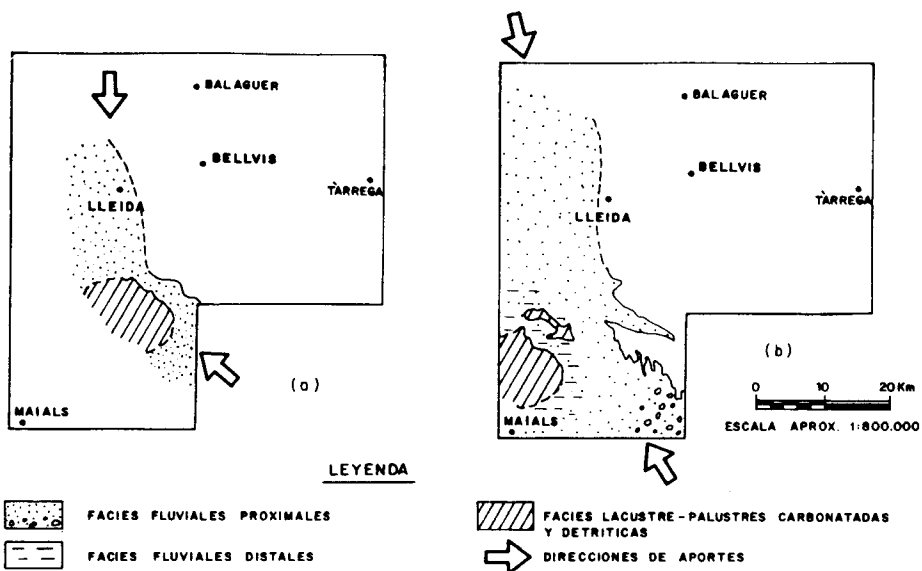 BALAGUER
BELLVIS
TÀRREGA
LLEIDA
(a)
MAIALS
BALAGUER
BELLVIS
TÀRREGA
LLEIDA
(b)
MAIALS
0 10 20 Km
ESCALA APROX. 1:800.000
LEYENDA
FACIES FLUVIALES PROXIMALES
FACIES FLUVIALES DISTALES
FACIES LACUSTRE-PALUSTRES CARBONATADAS
Y DETRITICAS
DIRECCIONES DE APORTES